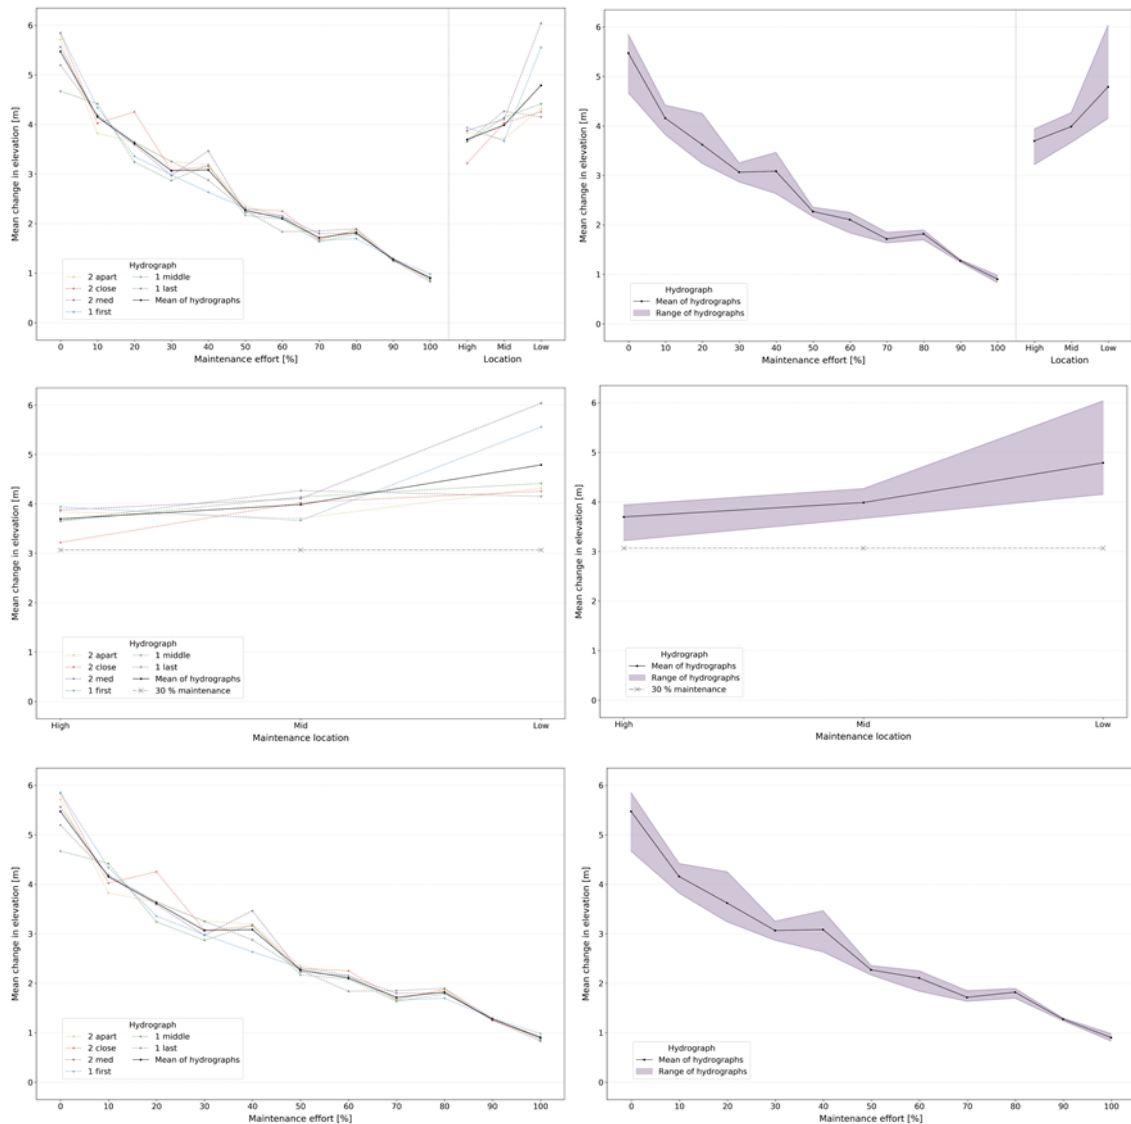 Mean change in elevation [m]
6
5
4
3
2
1
0
Hydrograph
2 apart
1 middle
2 close
1 last
2 med
Mean of hydrographs
1 first
0 10 20 30 40 50 60 70 80 90 100 High Mid Low
Maintenance effort [%] Location
Mean change in elevation [m]
6
5
4
3
2
1
0
Hydrograph
Mean of hydrographs
Range of hydrographs
0 10 20 30 40 50 60 70 80 90 100 High Mid Low
Maintenance effort [%] Location
Mean change in elevation [m]
6
5
4
3
2
1
0
Hydrograph
2 apart
1 middle
2 close
1 last
2 med
Mean of hydrographs
1 first
30 % maintenance
High Mid Low
Maintenance location
Mean change in elevation [m]
6
5
4
3
2
1
0
Hydrograph
Mean of hydrographs
Range of hydrographs
30 % maintenance
High Mid Low
Maintenance location
Mean change in elevation [m]
6
5
4
3
2
1
0
Hydrograph
2 apart
1 middle
2 close
1 last
2 med
Mean of hydrographs
1 first
0 10 20 30 40 50 60 70 80 90 100
Maintenance effort [%]
Mean change in elevation [m]
6
5
4
3
2
1
0
Hydrograph
Mean of hydrographs
Range of hydrographs
0 10 20 30 40 50 60 70 80 90 100
Maintenance effort [%]